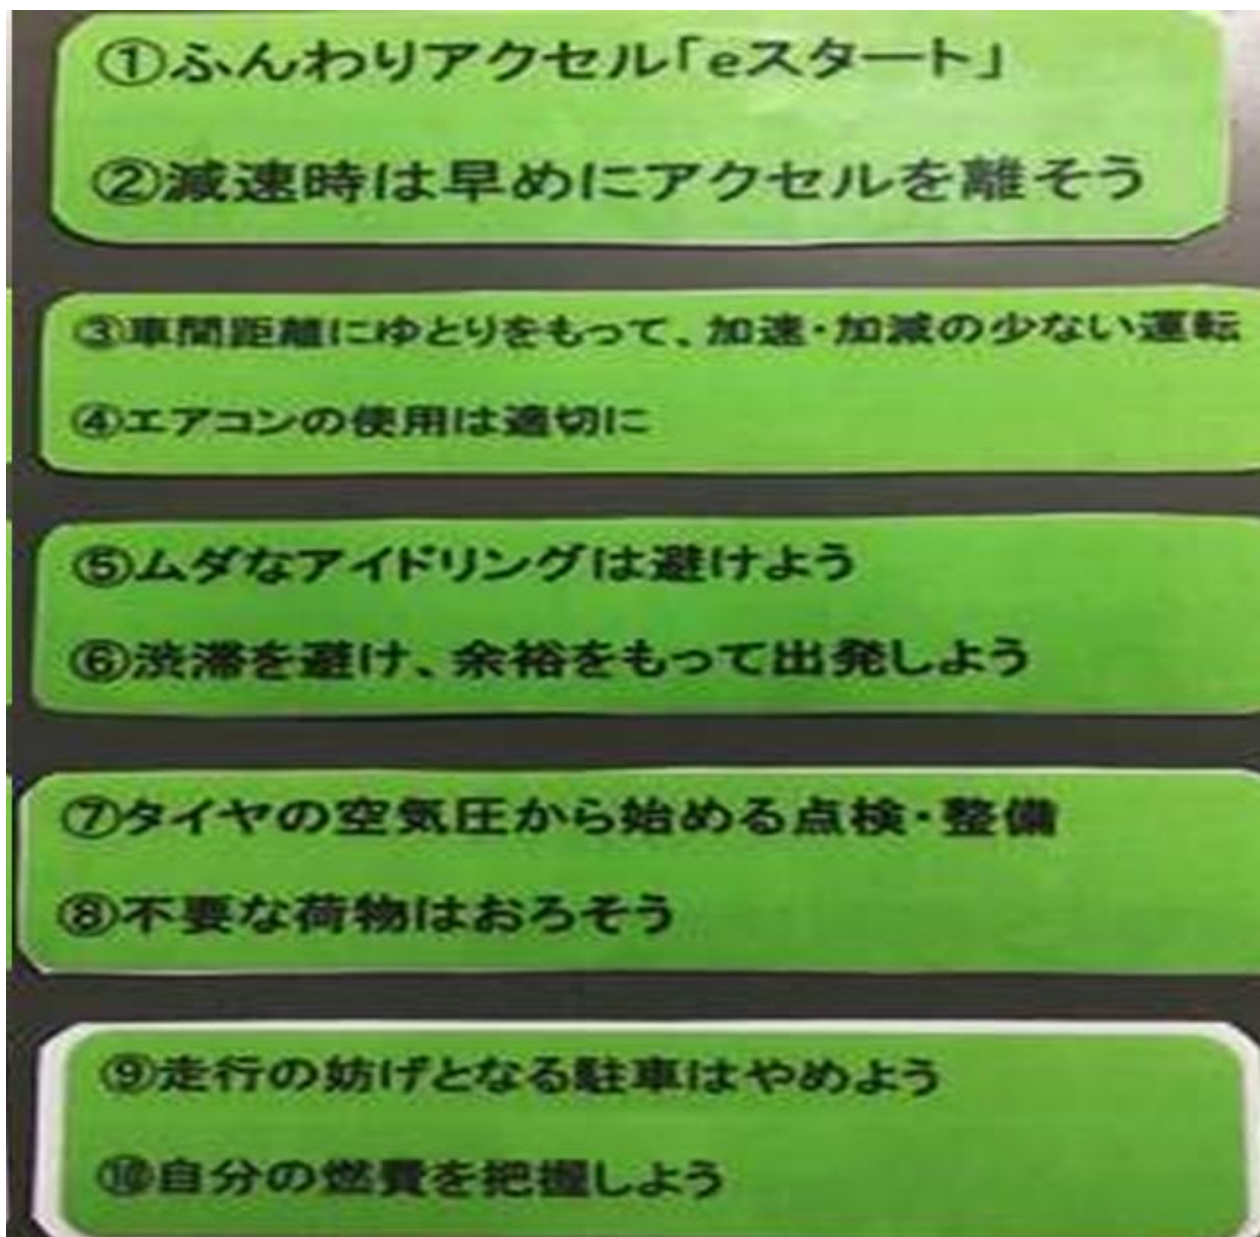 ①ふんわりアクセル「eスタート」
②減速時は早めにアクセルを離そう
③車間距離にゆとりをもって、加速・加減の少ない運転
④エアコンの使用は適切に
⑤ムダなアイドリングは避けよう
⑥渋滞を避け、余裕をもって出発しよう
⑦タイヤの空気圧から始める点検・整備
⑧不要な荷物はおろそう
⑨走行の妨げとなる駐車はやめよう
⑩自分の燃費を把握しよう